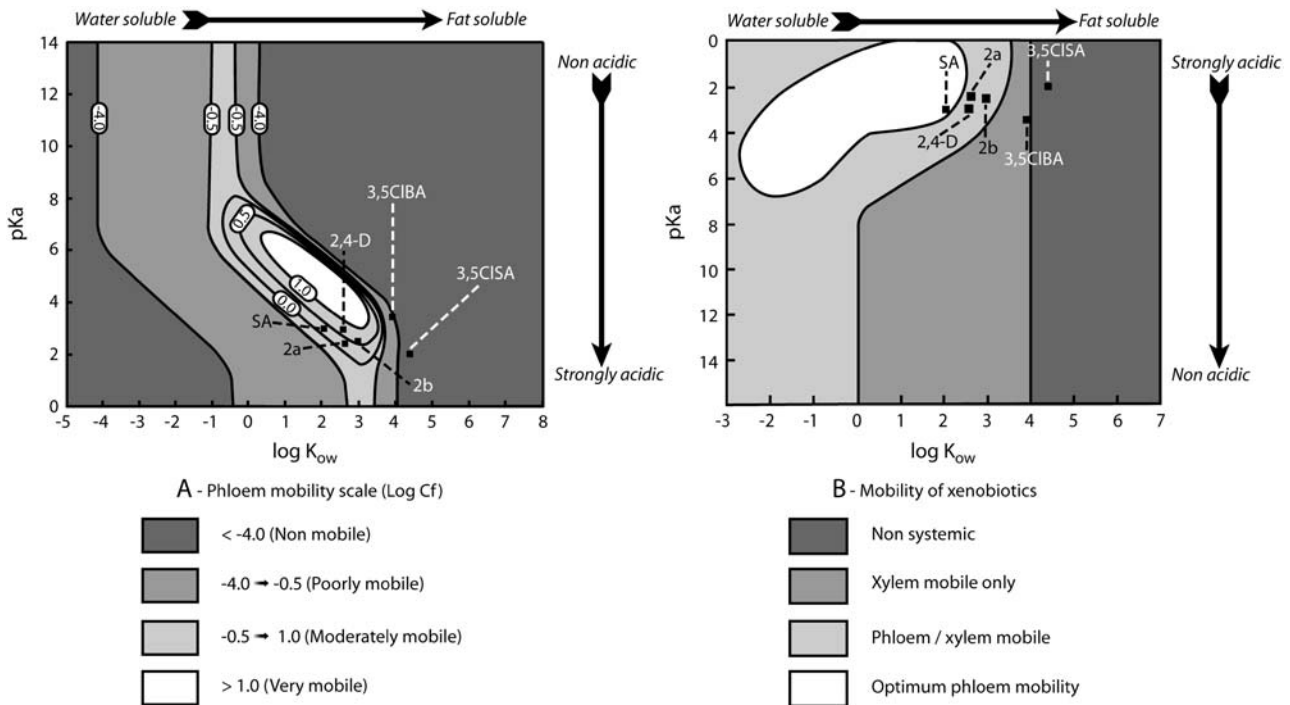 Water soluble Fat soluble
14
12
10
8
6
4
2
0
pKa
-5 -4 -3 -2 -1 0 1 2 3 4 5 6 7 8
log Kow
-4.0 -0.5 -0.5 -4.0
0.5
1.0
0.0
3,5ClBA
2,4-D
3,5ClSA
SA
2a
2b
Non acidic
Strongly acidic
A - Phloem mobility scale (Log Cf)
< -4.0 (Non mobile)
-4.0 → -0.5 (Poorly mobile)
-0.5 → 1.0 (Moderately mobile)
> 1.0 (Very mobile)
Water soluble Fat soluble
0
2
4
6
8
10
12
14
pKa
-3 -2 -1 0 1 2 3 4 5 6 7
log Kow
SA
2a
3,5ClSA
2,4-D
2b
3,5ClBA
Strongly acidic
Non acidic
B - Mobility of xenobiotics
Non systemic
Xylem mobile only
Phloem / xylem mobile
Optimum phloem mobility